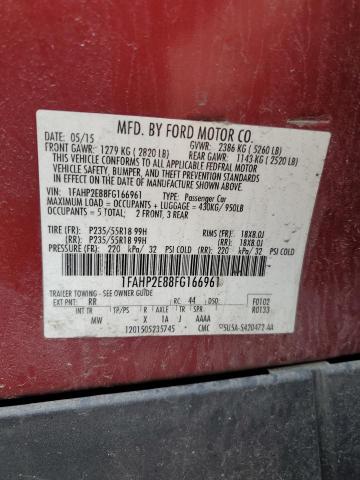 MFD. BY FORD MOTOR CO.
DATE: 05/15 GVWR: 2386 KG ( 5260 LB)
FRONT GAWR: 1279 KG ( 2820 LB) REAR GAWR: 1143 KG ( 2520 LB)
THIS VEHICLE CONFORMS TO ALL APPLICABLE FEDERAL MOTOR
VEHICLE SAFETY, BUMPER, AND THEFT PREVENTION STANDARDS IN
EFFECT ON THE DATE OF MANUFACTURE SHOWN ABOVE.
VIN: 1FAHP2E88FG166961 TYPE: Passenger Car
MAXIMUM LOAD = OCCUPANTS + LUGGAGE = 430KG/ 950LB
OCCUPANTS = 5 Total: 2 FRONT, 3 REAR
TIRES (FR): P235/55R18 99H RIMS (FR): 18X8.0J
(RR): P235/55R18 99H (RR): 18X8.0J
PRESSURE (FR): 220 kPa/ 32 PSI COLD (RR): 220 kPa/ 32 PSI COLD
1FAHP2E88FG166961
TRAILER TOWING - SEE OWNER GUIDE
EXT PNT: RR RC: 44 DSO: F0102
R0133
INT TR TP/PS R AXLE TR SPR
MW X 1A J AAAA
1201505235745 CMC